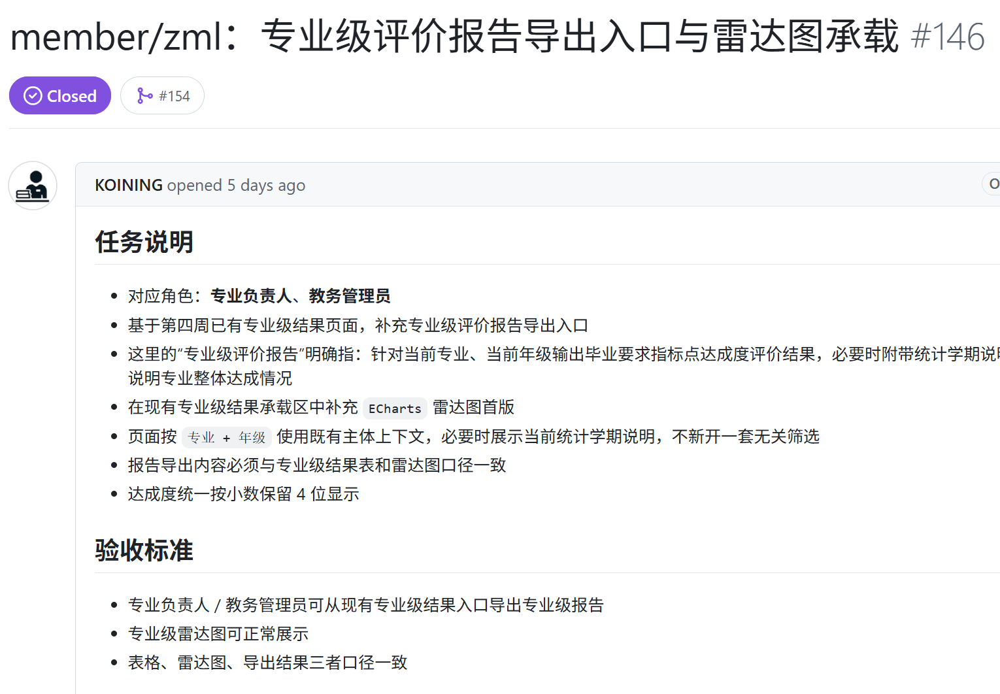 member/zml：专业级评价报告导出入口与雷达图承载 #146
Closed
#154
KOINING opened 5 days ago
任务说明
对应角色：专业负责人、教务管理员
基于第四周已有专业级结果页面，补充专业级评价报告导出入口
这里的“专业级评价报告”明确指：针对当前专业、当前年级输出毕业要求指标点达成度评价结果，必要时附带统计学期说
说明专业整体达成情况
在现有专业级结果承载区中补充 ECharts 雷达图首版
页面按 专业 + 年级 使用既有主体上下文，必要时展示当前统计学期说明，不新开一套无关筛选
报告导出内容必须与专业级结果表和雷达图口径一致
达成度统一按小数保留 4 位显示
验收标准
专业负责人 / 教务管理员可从现有专业级结果入口导出专业级报告
专业级雷达图可正常展示
表格、雷达图、导出结果三者口径一致